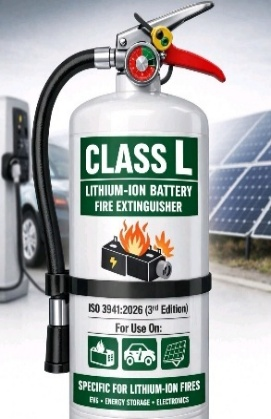 CLASS L
LITHIUM-ION BATTERY
FIRE EXTINGUISHER
ISO 3941:2026 (3rd Edition)
For Use On:
SPECIFIC FOR LITHIUM-ION FIRES
EVS • ENERGY STORAGE • ELECTRONICS